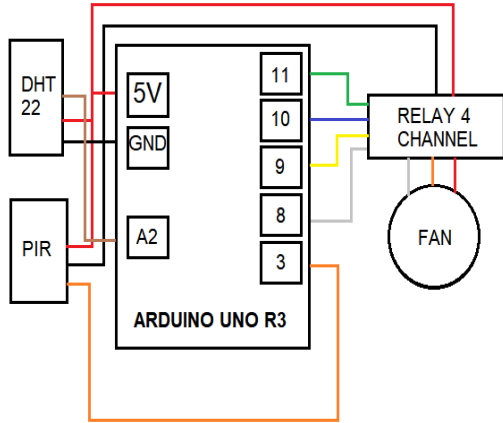 DHT
22
5V
GND
A2
PIR
11
10
9
8
3
ARDUINO UNO R3
RELAY 4
CHANNEL
FAN